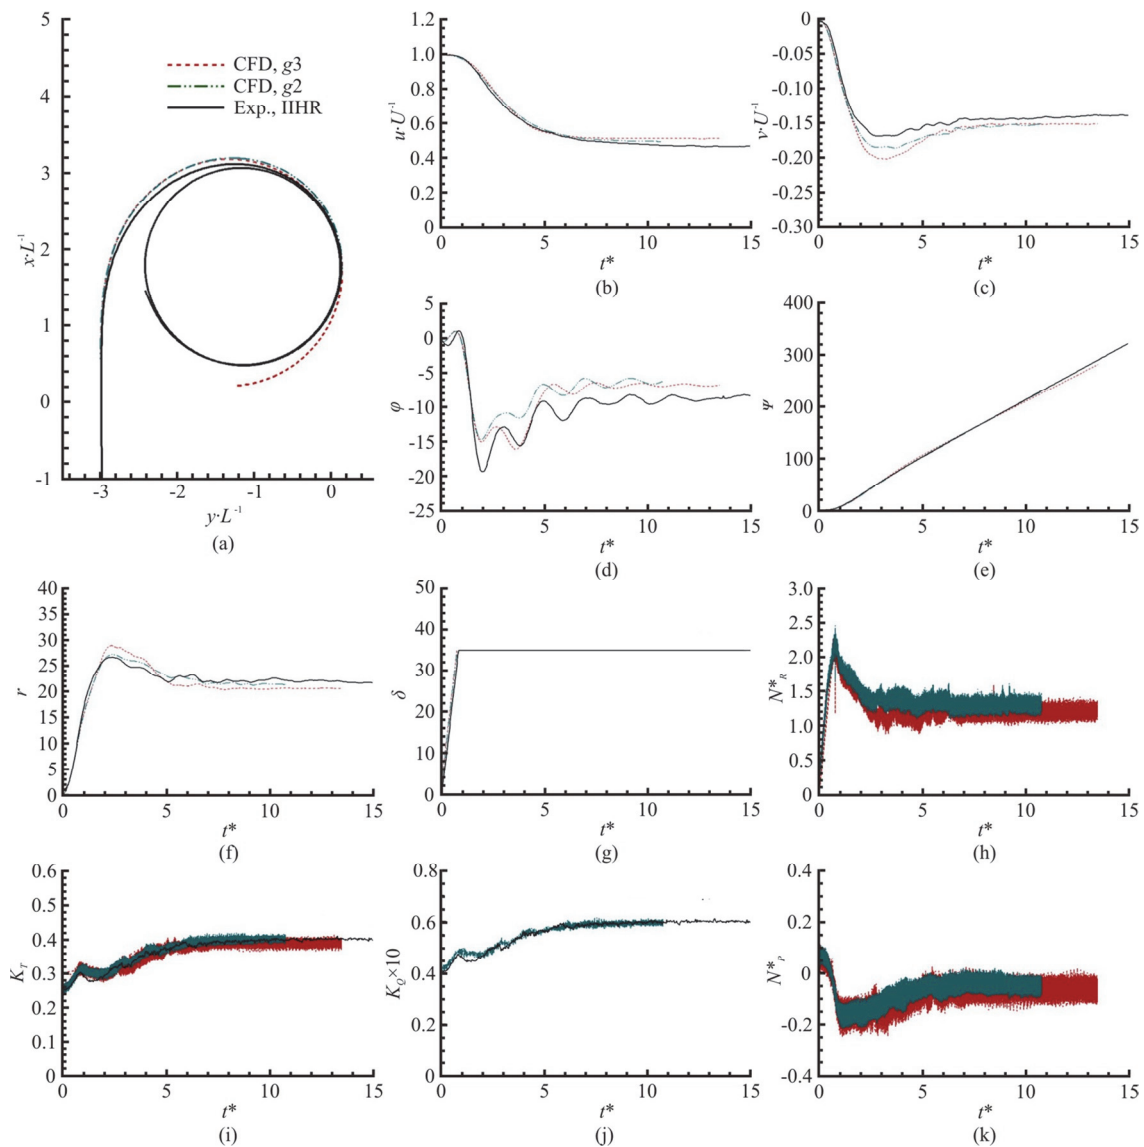 CFD, g3
CFD, g2
Exp., IIHR
5
4
3
2
1
0
-1
x·L⁻¹
-3 -2 -1 0
y·L⁻¹
(a)
1.2
1.0
0.8
0.6
0.4
0.2
0
u·U⁻¹
0 5 10 15
t*
(b)
0
-0.05
-0.10
-0.15
-0.20
-0.25
-0.30
v·U⁻¹
0 5 10 15
t*
(c)
5
0
-5
-10
-15
-20
-25
φ
0 5 10 15
t*
(d)
400
300
200
100
0
Ψ
0 5 10 15
t*
(e)
40
35
30
25
20
15
10
5
0
r
0 5 10 15
t*
(f)
50
40
30
20
10
0
δ
0 5 10 15
t*
(g)
3.0
2.5
2.0
1.5
1.0
0.5
0
N*R
0 5 10 15
t*
(h)
0.6
0.5
0.4
0.3
0.2
0.1
0
K_T
0 5 10 15
t*
(i)
0.8
0.6
0.4
0.2
0
K_Q×10
0 5 10 15
t*
(j)
0.4
0.2
0
-0.2
-0.4
N*P
0 5 10 15
t*
(k)